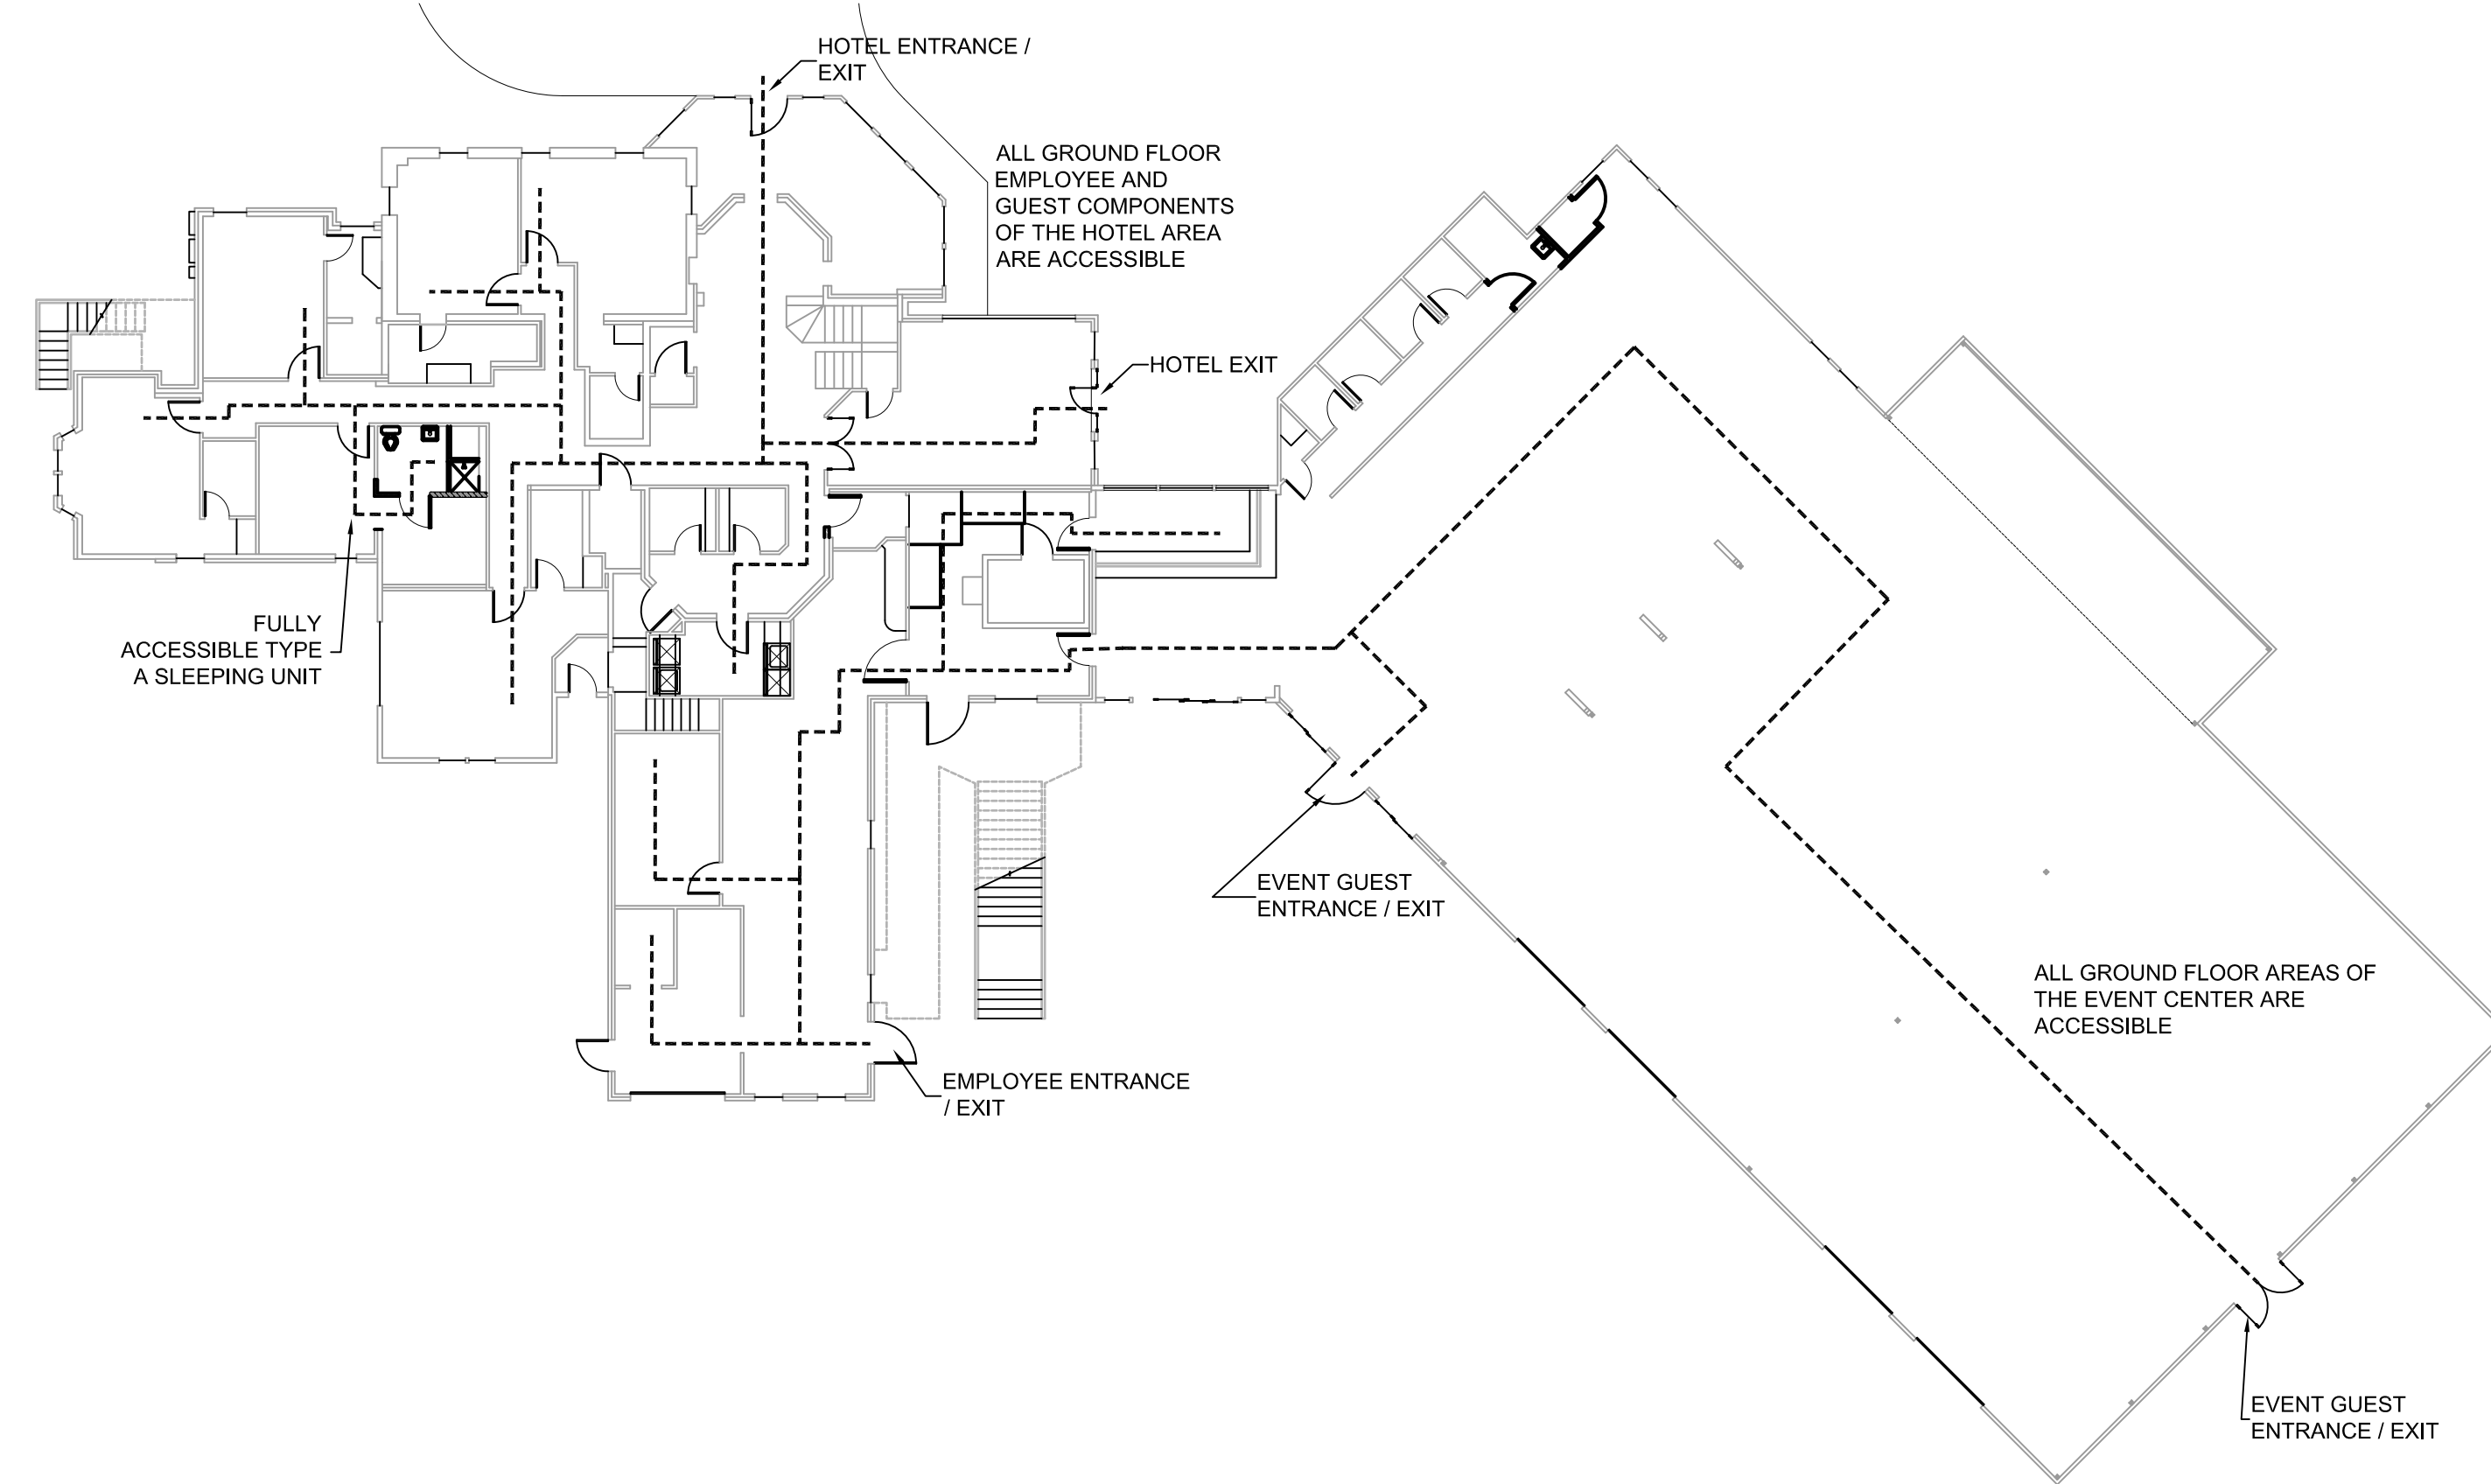 HOTEL ENTRANCE /
EXIT
ALL GROUND FLOOR
EMPLOYEE AND
GUEST COMPONENTS
OF THE HOTEL AREA
ARE ACCESSIBLE
HOTEL EXIT
FULLY
ACCESSIBLE TYPE
A SLEEPING UNIT
EVENT GUEST
ENTRANCE / EXIT
ALL GROUND FLOOR AREAS OF
THE EVENT CENTER ARE
ACCESSIBLE
EMPLOYEE ENTRANCE
/ EXIT
EVENT GUEST
ENTRANCE / EXIT